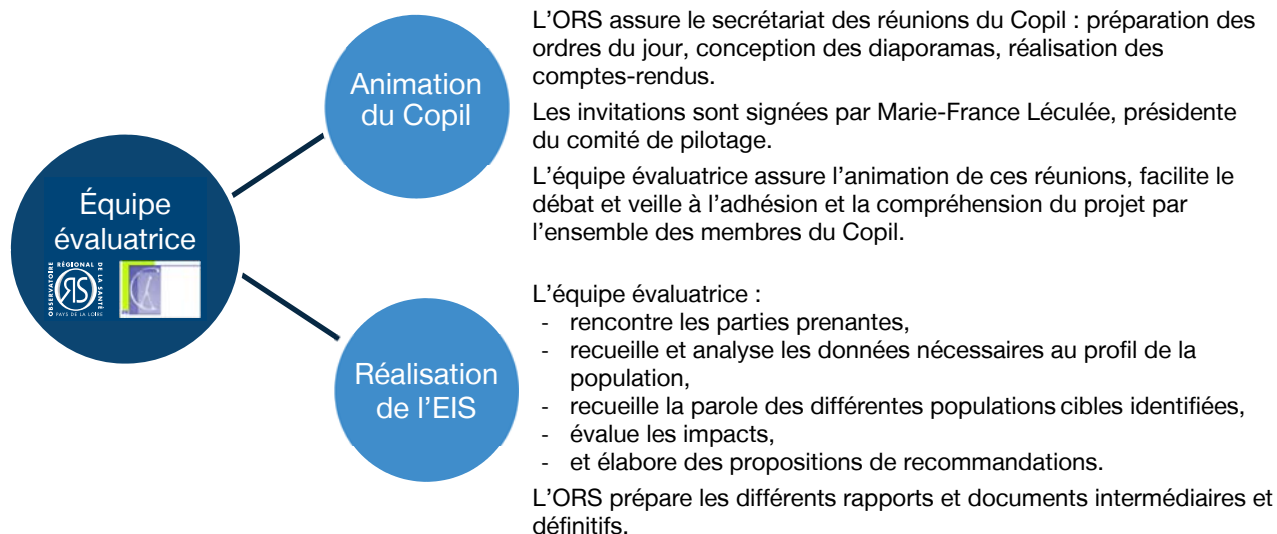 L'ORS assure le secrétariat des réunions du Copil : préparation des
ordres du jour, conception des diaporamas, réalisation des
comptes-rendus.
Les invitations sont signées par Marie-France Léculée, présidente
du comité de pilotage.
L'équipe évaluatrice assure l'animation de ces réunions, facilite le
débat et veille à l'adhésion et la compréhension du projet par
l'ensemble des membres du Copil.
Animation
du Copil
Équipe
évaluatrice
OBSERVATOIRE RÉGIONAL DE LA SANTÉ
ORS
PAYS DE LA LOIRE
Réalisation
de l'EIS
L'équipe évaluatrice :
- rencontre les parties prenantes,
- recueille et analyse les données nécessaires au profil de la
population,
- recueille la parole des différentes populations cibles identifiées,
- évalue les impacts,
- et élabore des propositions de recommandations.
L'ORS prépare les différents rapports et documents intermédiaires et
définitifs.